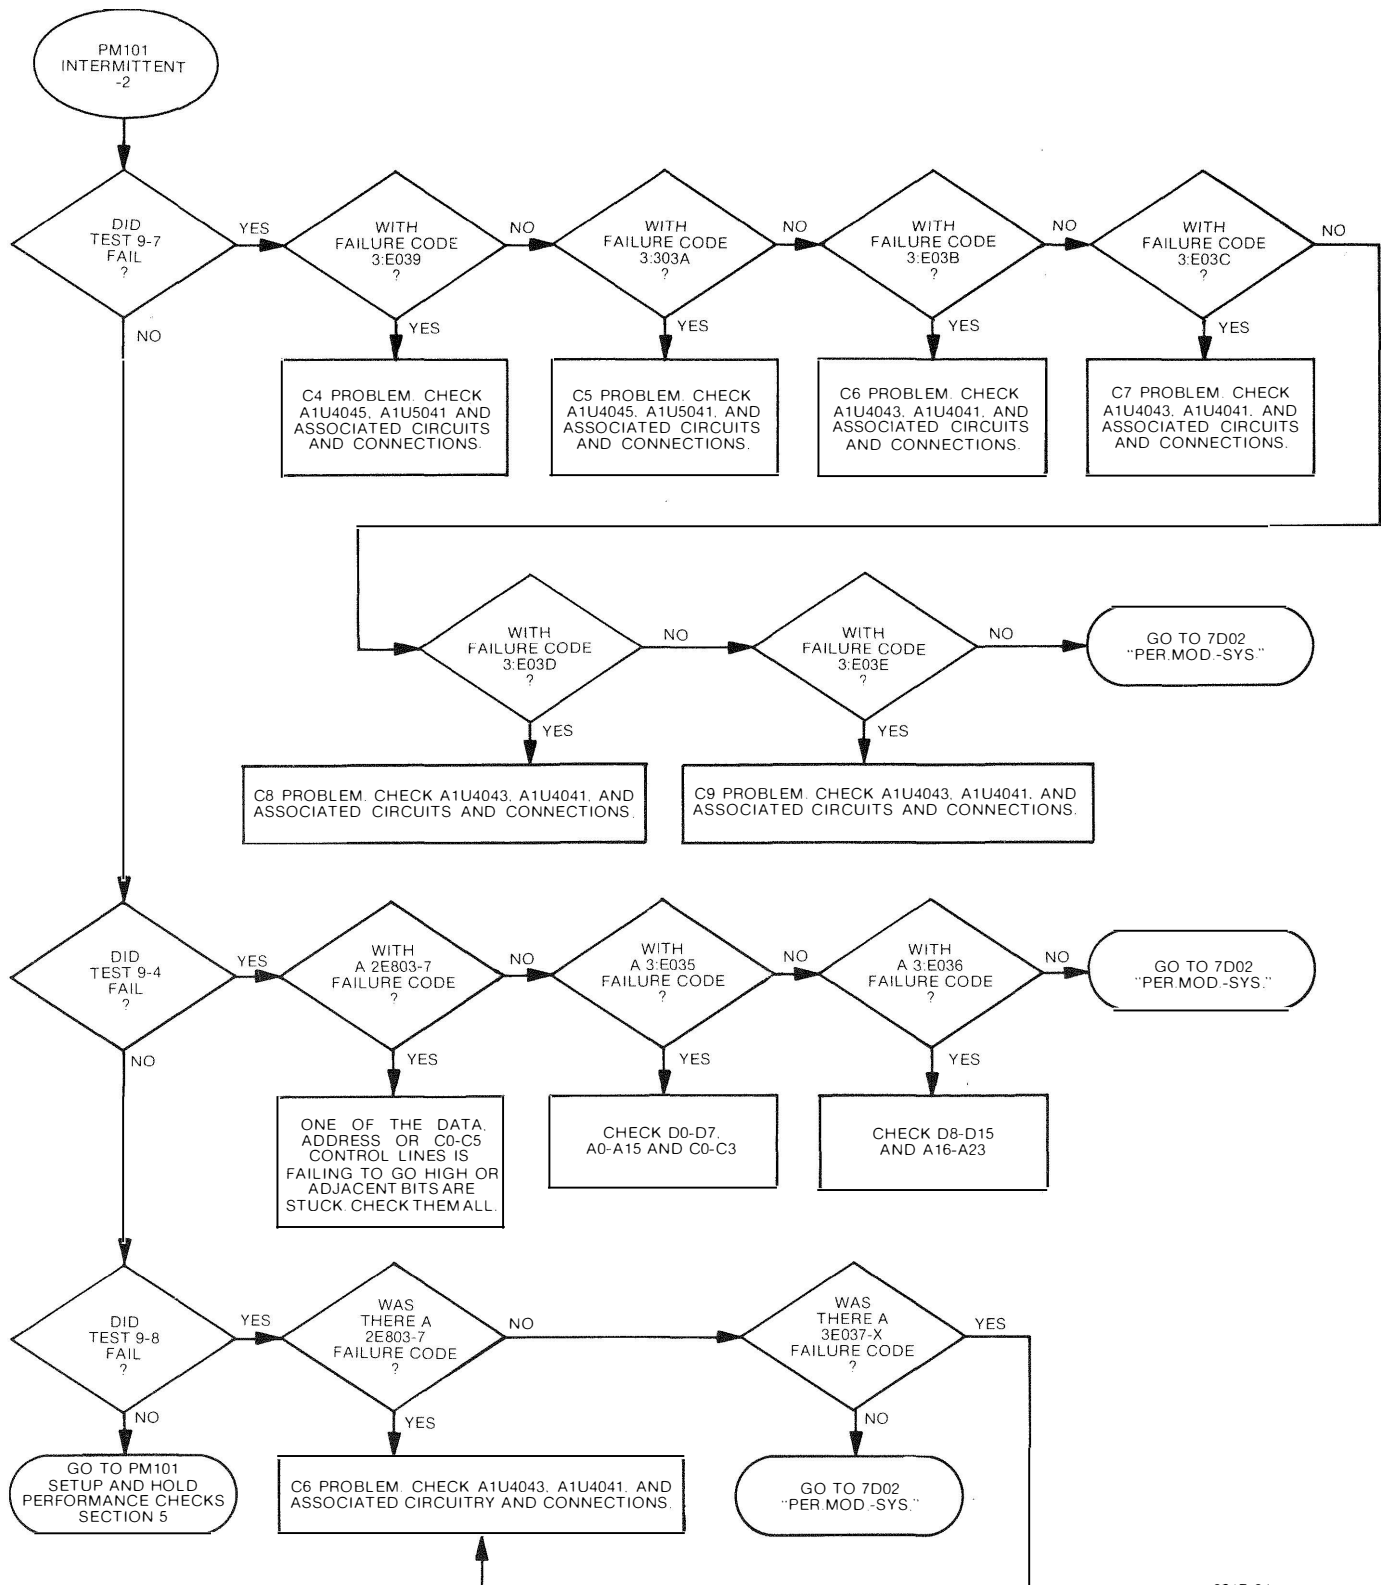 PM101
INTERMITTENT
-2
DID
TEST 9-7
FAIL
?
YES
WITH
FAILURE CODE
3:E039
?
NO
WITH
FAILURE CODE
3:303A
?
NO
WITH
FAILURE CODE
3:E03B
?
NO
WITH
FAILURE CODE
3:E03C
?
NO
NO
YES
YES
YES
YES
C4 PROBLEM. CHECK
A1U4045, A1U5041 AND
ASSOCIATED CIRCUITS
AND CONNECTIONS.
C5 PROBLEM. CHECK
A1U4045, A1U5041, AND
ASSOCIATED CIRCUITS
AND CONNECTIONS.
C6 PROBLEM. CHECK
A1U4043, A1U4041, AND
ASSOCIATED CIRCUITS
AND CONNECTIONS.
C7 PROBLEM. CHECK
A1U4043, A1U4041, AND
ASSOCIATED CIRCUITS
AND CONNECTIONS.
WITH
FAILURE CODE
3:E03D
?
NO
WITH
FAILURE CODE
3:E03E
?
NO
GO TO 7D02
"PER.MOD.-SYS."
YES
YES
C8 PROBLEM. CHECK A1U4043, A1U4041, AND
ASSOCIATED CIRCUITS AND CONNECTIONS.
C9 PROBLEM. CHECK A1U4043, A1U4041, AND
ASSOCIATED CIRCUITS AND CONNECTIONS.
DID
TEST 9-4
FAIL
?
YES
WITH
A 2E803-7
FAILURE CODE
?
NO
WITH
A 3:E035
FAILURE CODE
?
NO
WITH
A 3:E036
FAILURE CODE
?
NO
GO TO 7D02
"PER.MOD.-SYS."
NO
YES
YES
YES
ONE OF THE DATA,
ADDRESS OR C0-C5
CONTROL LINES IS
FAILING TO GO HIGH OR
ADJACENT BITS ARE
STUCK. CHECK THEM ALL.
CHECK D0-D7,
A0-A15 AND C0-C3
CHECK D8-D15
AND A16-A23
DID
TEST 9-8
FAIL
?
YES
WAS
THERE A
2E803-7
FAILURE CODE
?
NO
WAS
THERE A
3E037-X
FAILURE CODE
?
YES
NO
YES
NO
GO TO PM101
SETUP AND HOLD
PERFORMANCE CHECKS
SECTION 5
C6 PROBLEM. CHECK A1U4043, A1U4041, AND
ASSOCIATED CIRCUITRY AND CONNECTIONS.
GO TO 7D02
"PER.MOD.-SYS."